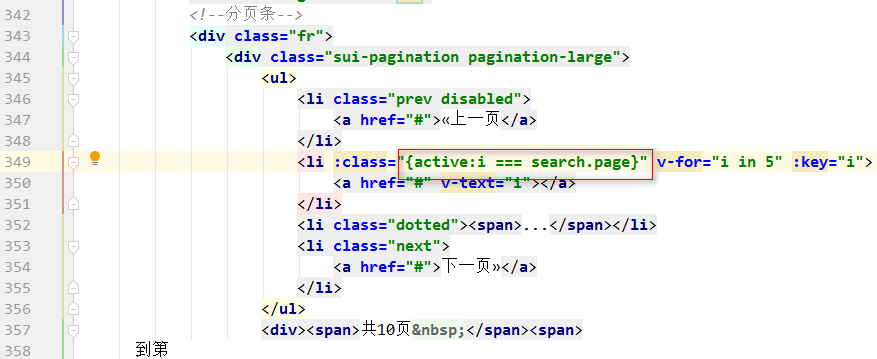 342 <!--分页条-->
343 <div class="fr">
344 <div class="sui-pagination pagination-large">
345 <ul>
346 <li class="prev disabled">
347 <a href="#">«上一页</a>
348 </li>
349 <li :class="{active:i === search.page}" v-for="i in 5" :key="i">
350 <a href="#" v-text="i"></a>
351 </li>
352 <li class="dotted"><span>...</span></li>
353 <li class="next">
354 <a href="#">下一页»</a>
355 </li>
356 </ul>
357 <div><span>共10页&nbsp;</span><span>
358 到第